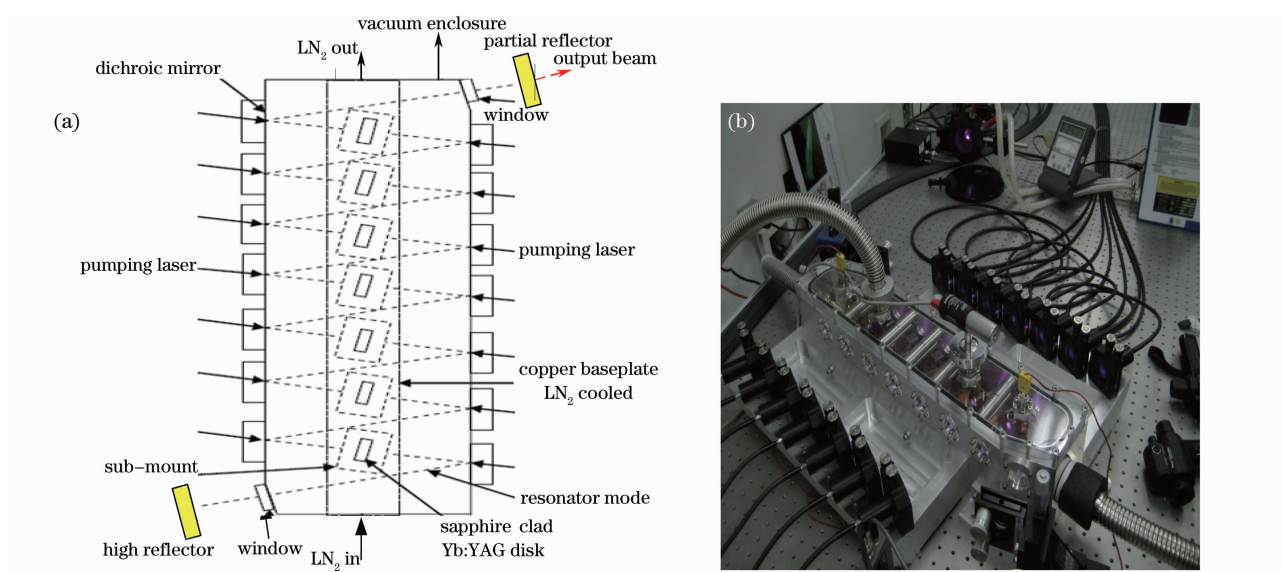 vacuum enclosure
LN2 out
partial reflector
output beam
dichroic mirror
window
(a)
(b)
pumping laser
pumping laser
copper baseplate
LN2 cooled
sub-mount
resonator mode
sapphire clad
Yb:YAG disk
high reflector
window
LN2 in